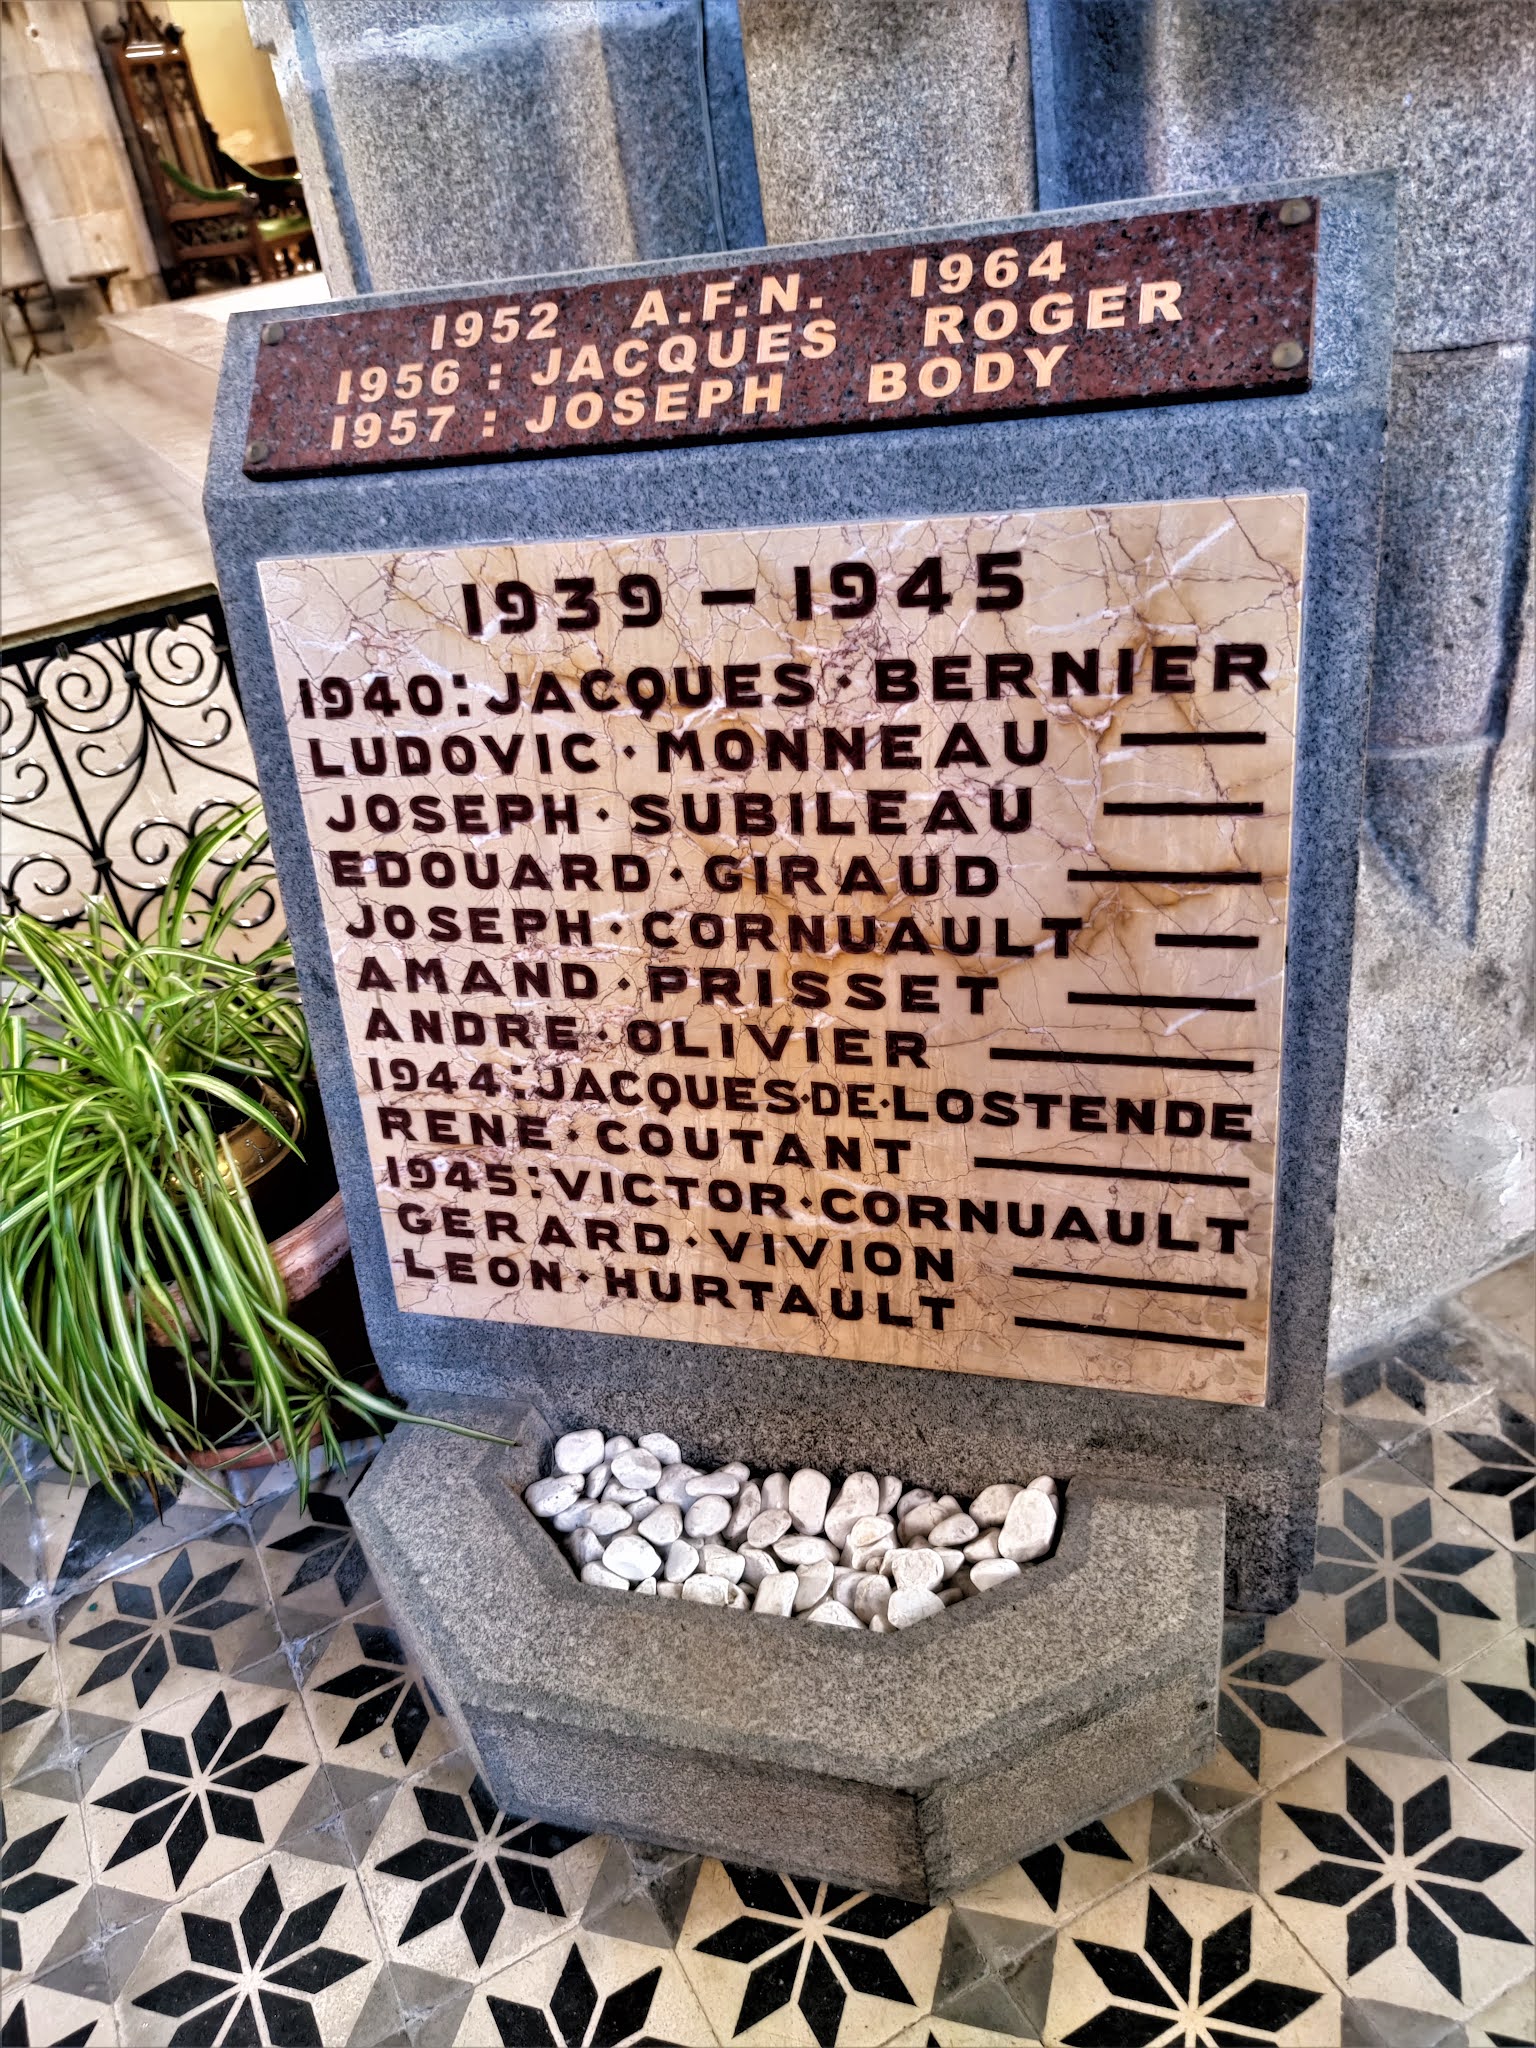 1952 A.F.N. 1964
1956 : JACQUES ROGER
1957 : JOSEPH BODY
1939 – 1945
1940: JACQUES · BERNIER
LUDOVIC · MONNEAU
JOSEPH · SUBILEAU
EDOUARD · GIRAUD
JOSEPH · CORNUAULT
AMAND · PRISSET
ANDRE · OLIVIER
1944: JACQUES · DE · LOSTENDE
RENE · COUTANT
1945: VICTOR · CORNUAULT
GERARD · VIVION
LEON · HURTAULT